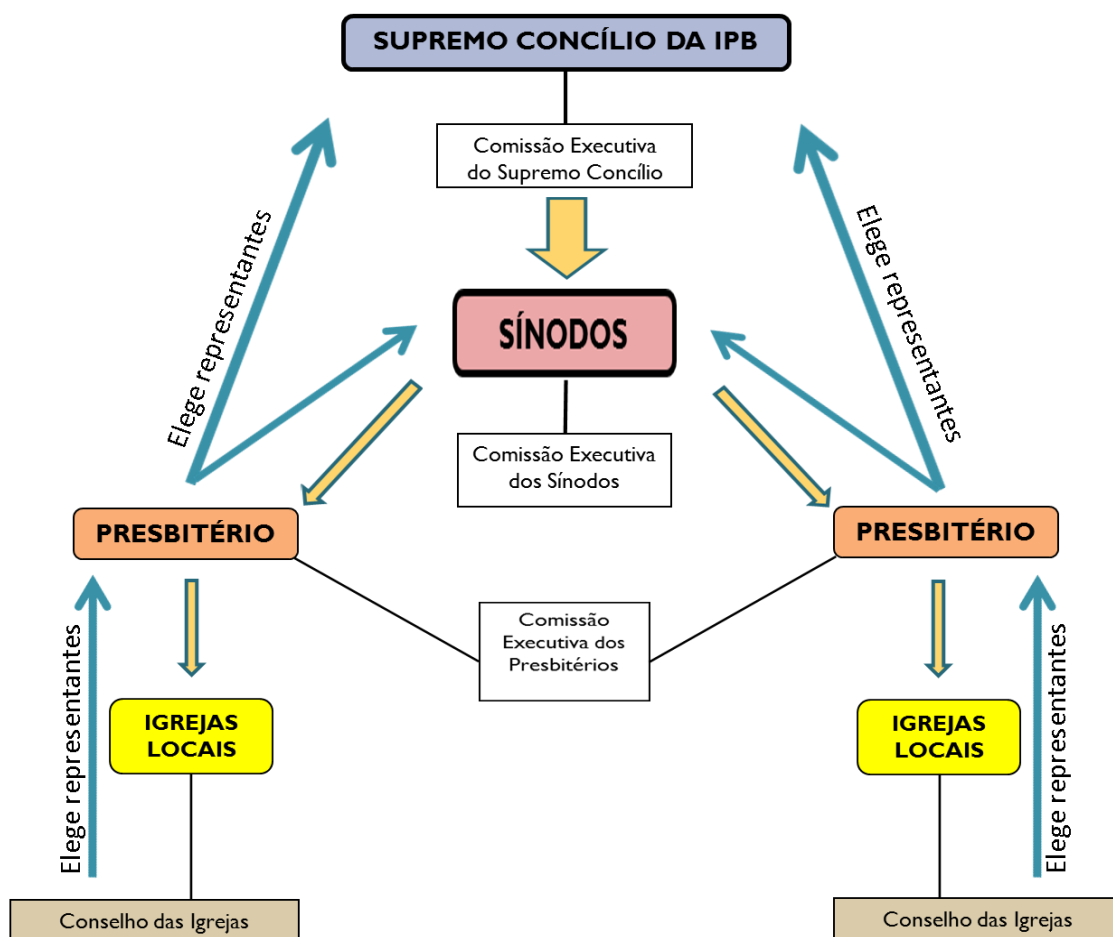 SUPREMO CONCÍLIO DA IPB
Comissão Executiva
do Supremo Concílio
Elege representantes
Elege representantes
SÍNODOS
Comissão Executiva
dos Sínodos
PRESBITÉRIO
PRESBITÉRIO
Comissão
Executiva dos
Presbitérios
Elege representantes
IGREJAS
LOCAIS
IGREJAS
LOCAIS
Elege representantes
Conselho das Igrejas
Conselho das Igrejas